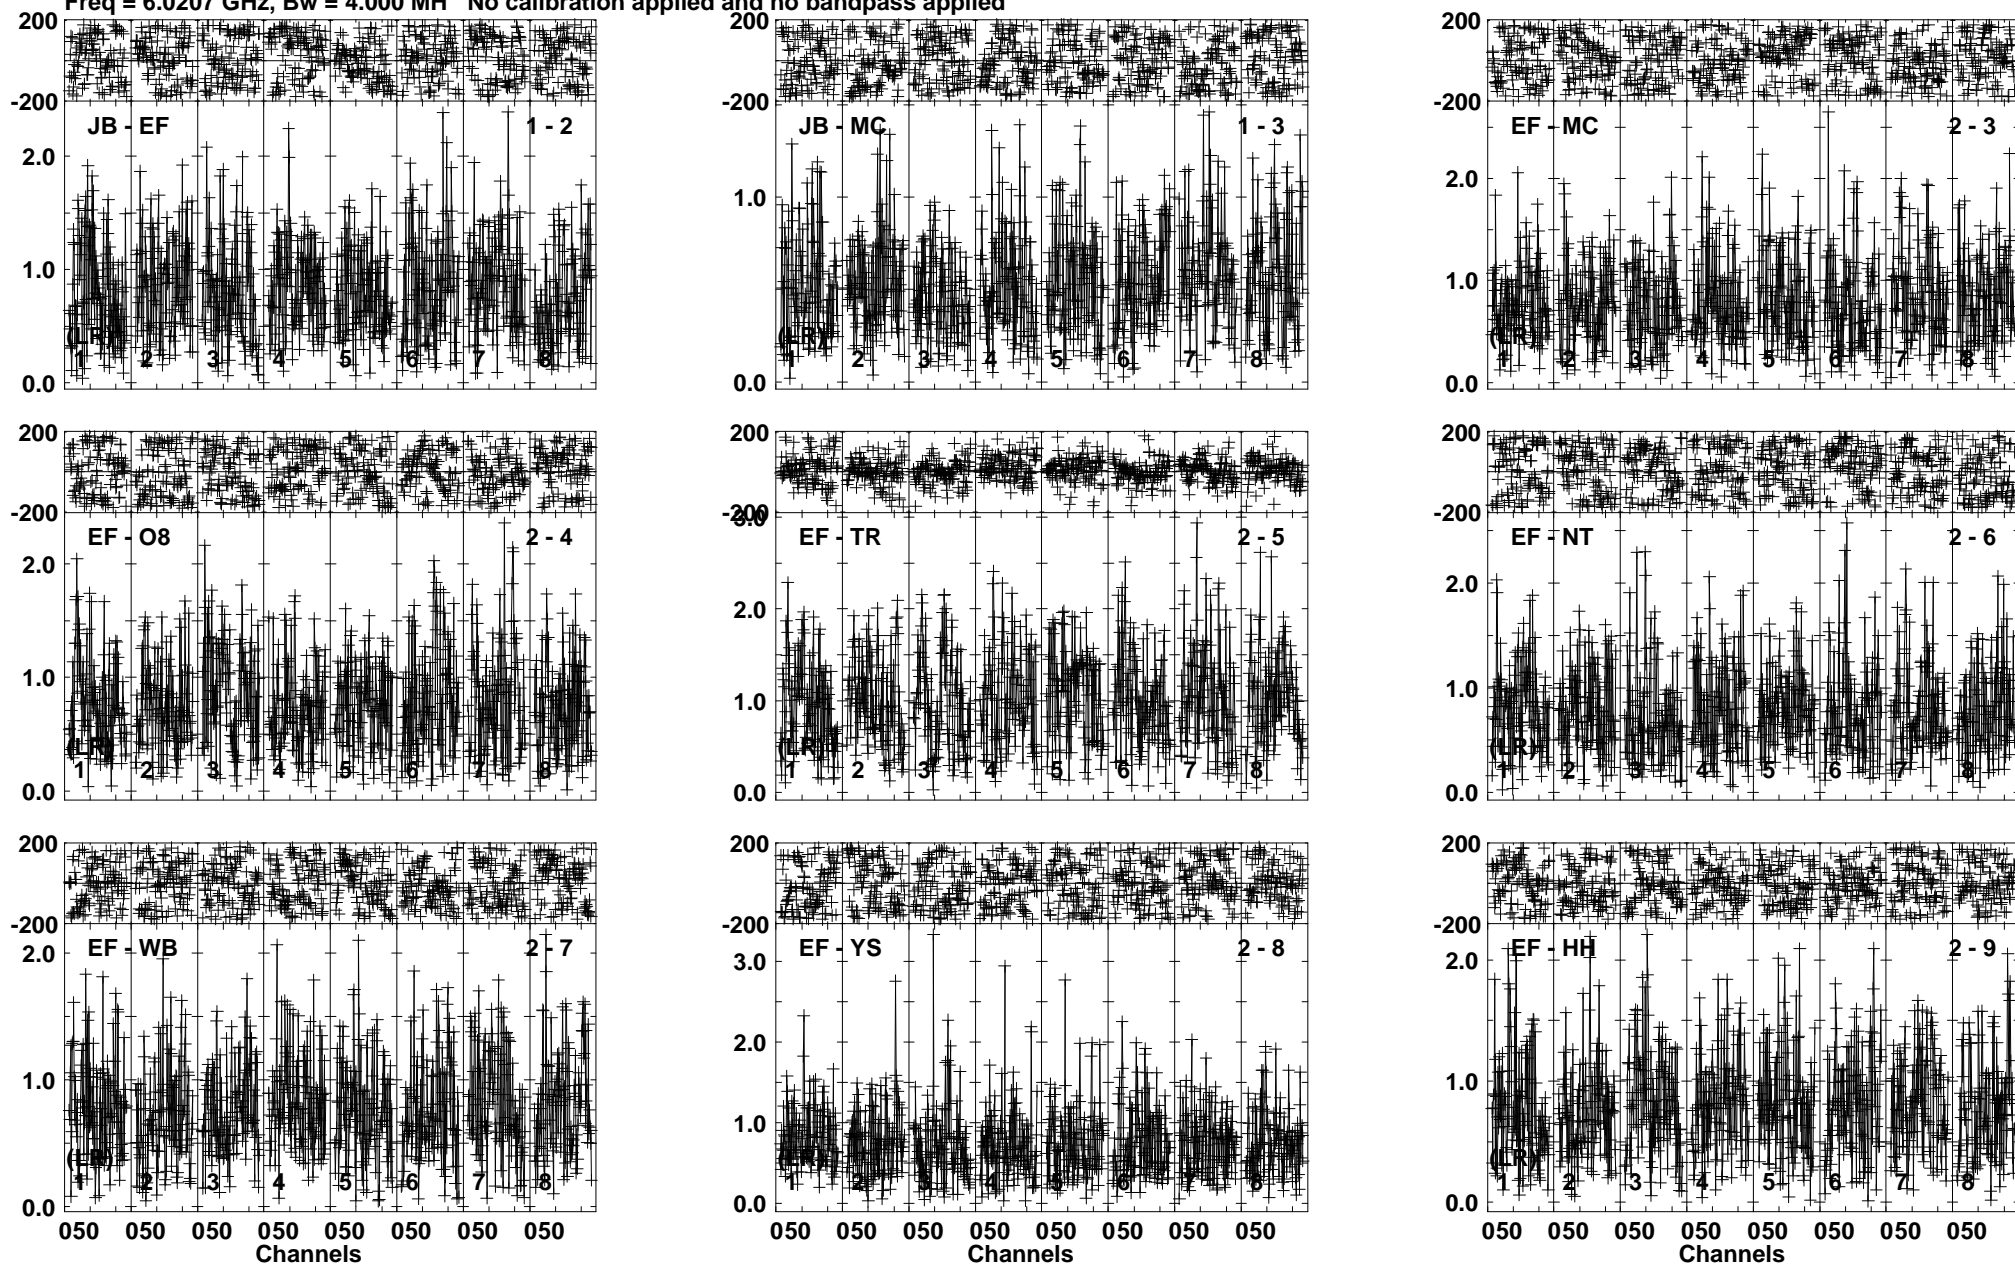 Freq = 6.0207 GHz, Bw = 4.000 MH No calibration applied and no bandpass applied
200 200 200
-200 -200 -200
JB - EF 1 - 2 JB - MC 1 - 3 EF - MC 2 - 3
2.0 2.0
1.0 1.0 1.0
(LR) (LR) (LR)
1 2 3 4 5 6 7 8 1 2 3 4 5 6 7 8 1 2 3 4 5 6 7 8
0.0 0.0 0.0
200 200 200
-200 -200 -200
3.0
EF - O8 2 - 4 EF - TR 2 - 5 EF - NT 2 - 6
2.0 2.0 2.0
1.0 1.0 1.0
(LR) (LR) (LR)
1 2 3 4 5 6 7 8 1 2 3 4 5 6 7 8 1 2 3 4 5 6 7 8
0.0 0.0 0.0
200 200 200
-200 -200 -200
EF - WB 2 - 7 EF - YS 2 - 8 EF - HH 2 - 9
2.0 3.0 2.0
2.0
1.0 1.0 1.0
(LR) (LR) (LR)
1 2 3 4 5 6 7 8 1 2 3 4 5 6 7 8 1 2 3 4 5 6 7 8
0.0 0.0 0.0
050 050 050 050 050 050 050 050 050 050 050 050 050 050 050 050 050 050 050 050 050 050 050 050
Channels Channels Channels